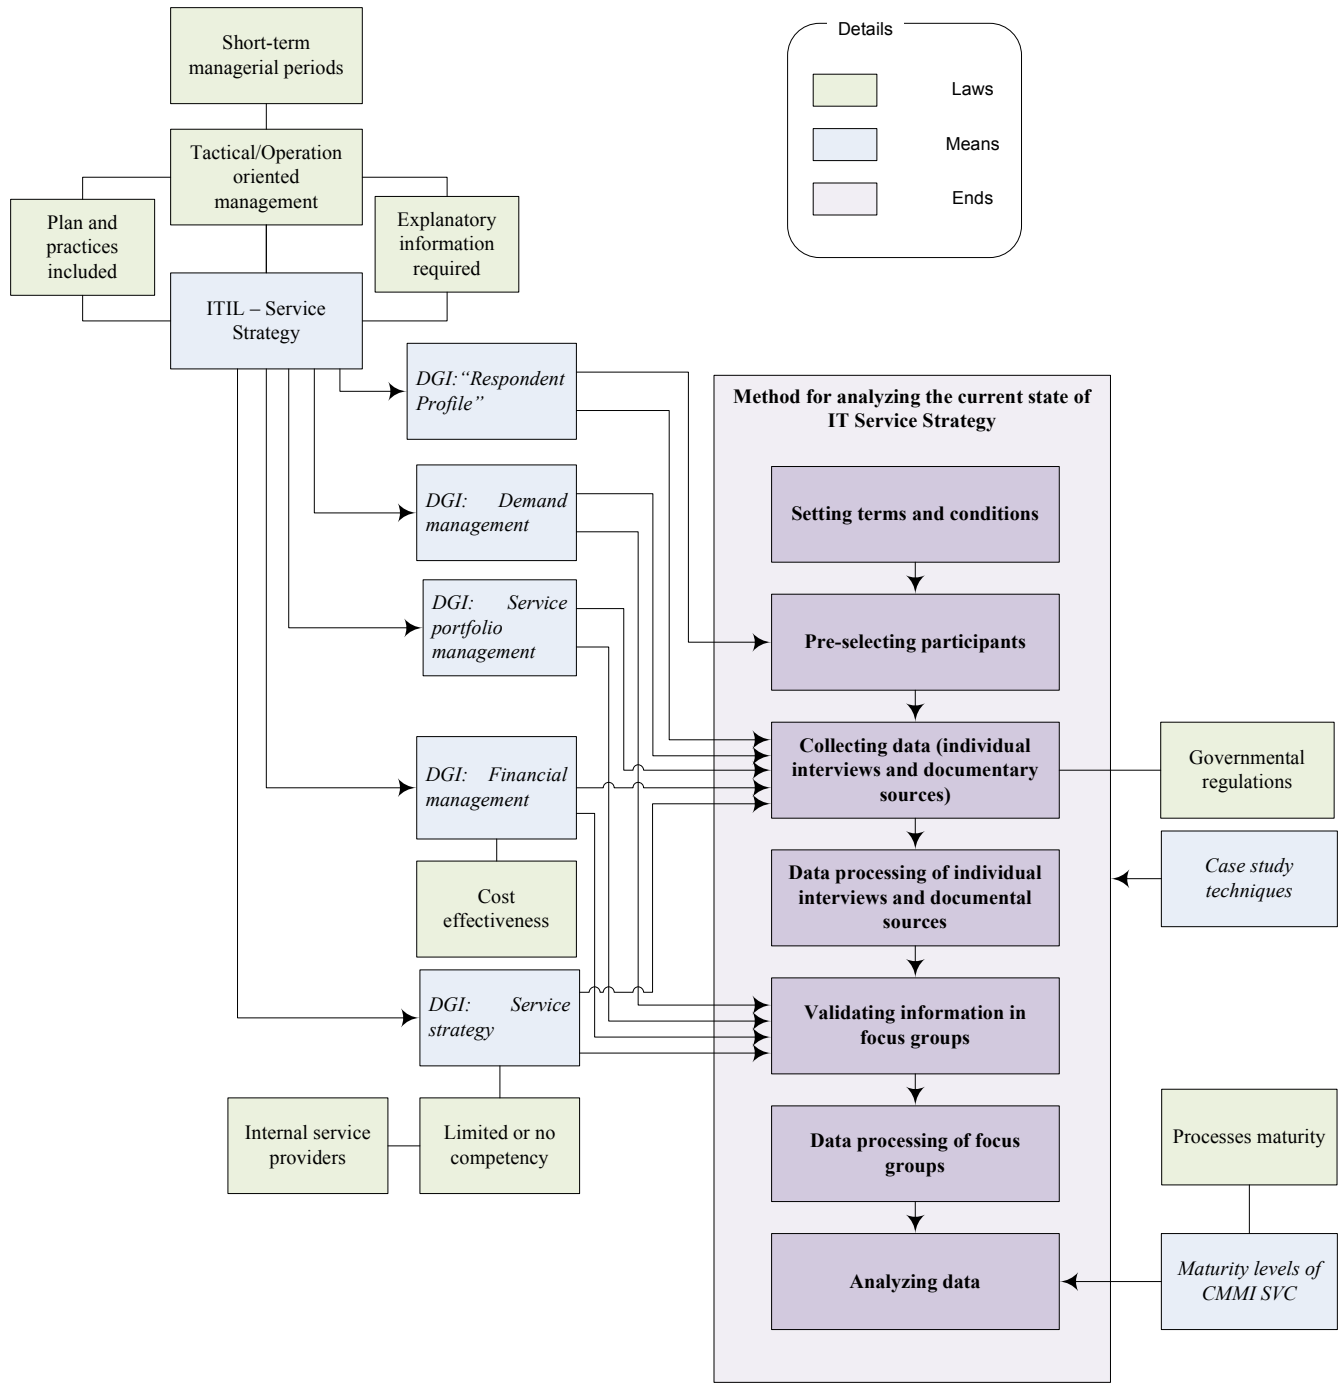 Short-term
managerial periods
Details
Laws
Means
Ends
Tactical/Operation
oriented
management
Plan and
practices
included
Explanatory
information
required
ITIL – Service
Strategy
DGI:“Respondent
Profile”
DGI: Demand
management
DGI: Service
portfolio
management
DGI: Financial
management
Cost
effectiveness
DGI: Service
strategy
Internal service
providers
Limited or no
competency
Method for analyzing the current state of
IT Service Strategy
Setting terms and conditions
Pre-selecting participants
Collecting data (individual
interviews and documentary
sources)
Data processing of individual
interviews and documental
sources
Validating information in
focus groups
Data processing of focus
groups
Analyzing data
Governmental
regulations
Case study
techniques
Processes maturity
Maturity levels of
CMMI SVC